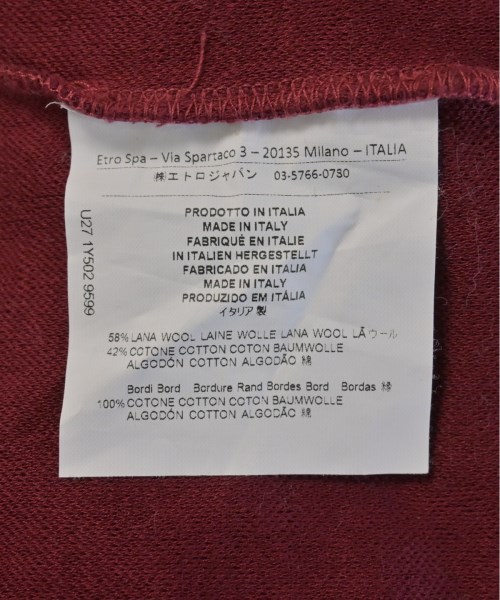 Etro Spa – Via Spartaco 3 – 20135 Milano – ITALIA
㈱エトロジャパン 03-5766-0780
PRODOTTO IN ITALIA
MADE IN ITALY
FABRIQUÉ EN ITALIE
IN ITALIEN HERGESTELLT
FABRICADO EN ITALIA
MADE IN ITALY
PRODUZIDO EM ITÁLIA
イタリア製
58% LANA WOOL LAINE WOLLE LANA WOOL LÃ ウール
42% COTONE COTTON COTON BAUMWOLLE
ALGODÓN COTTON ALGODÃO 綿
Bordi Bord Bordure Rand Bordes Bord Bordas 縁
100% COTONE COTTON COTON BAUMWOLLE
ALGODÓN COTTON ALGODÃO 綿
U27 1Y502 9599